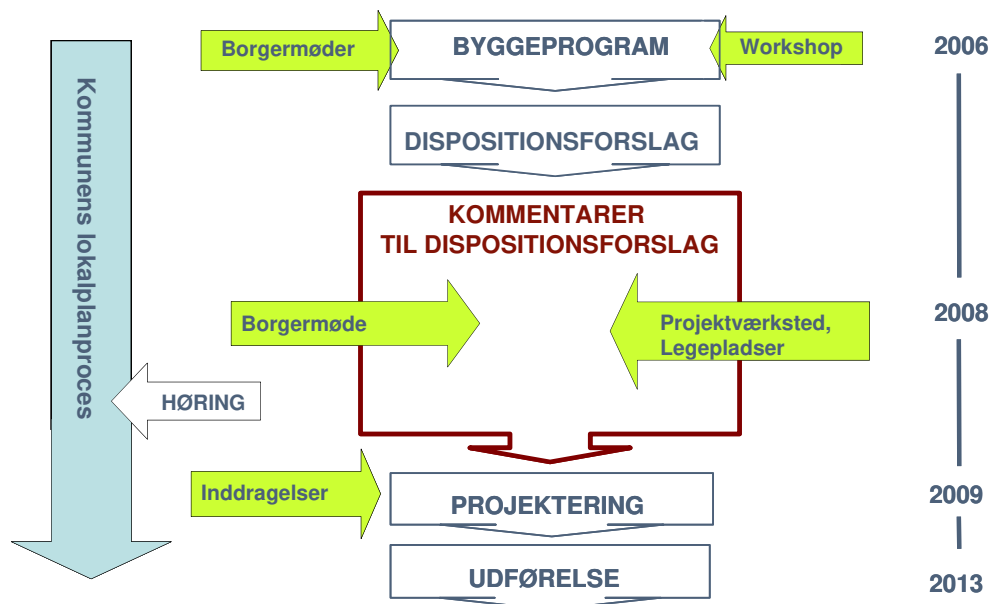 Borgermøder
BYGGEPROGRAM
Workshop
2006
Kommunens lokalplanproces
DISPOSITIONSFORSLAG
KOMMENTARER
TIL DISPOSITIONSFORSLAG
Borgermøde
Projektværksted,
Legepladser
2008
HØRING
Inddragelser
PROJEKTERING
2009
UDFØRELSE
2013